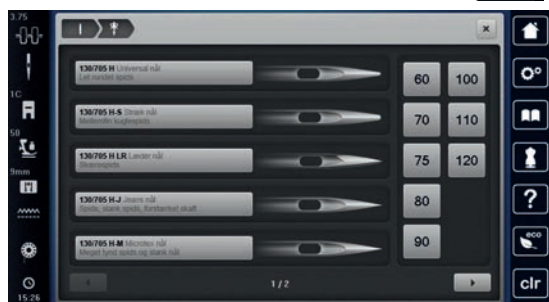 3.75
1C
50
9mm
15:26
130/705 H Universal nål
Let rundet spids
130/705 H-S Stræk nål
Mellemfin kuglespids
130/705 H LR Læder nål
Skærespids
130/705 H-J Jeans nål
Spids, slank spids, forstærket skaft
130/705 H-M Microtex nål
Meget tynd spids og slank nål
1/2
60 100
70 110
75 120
80
90
?
eco
clr